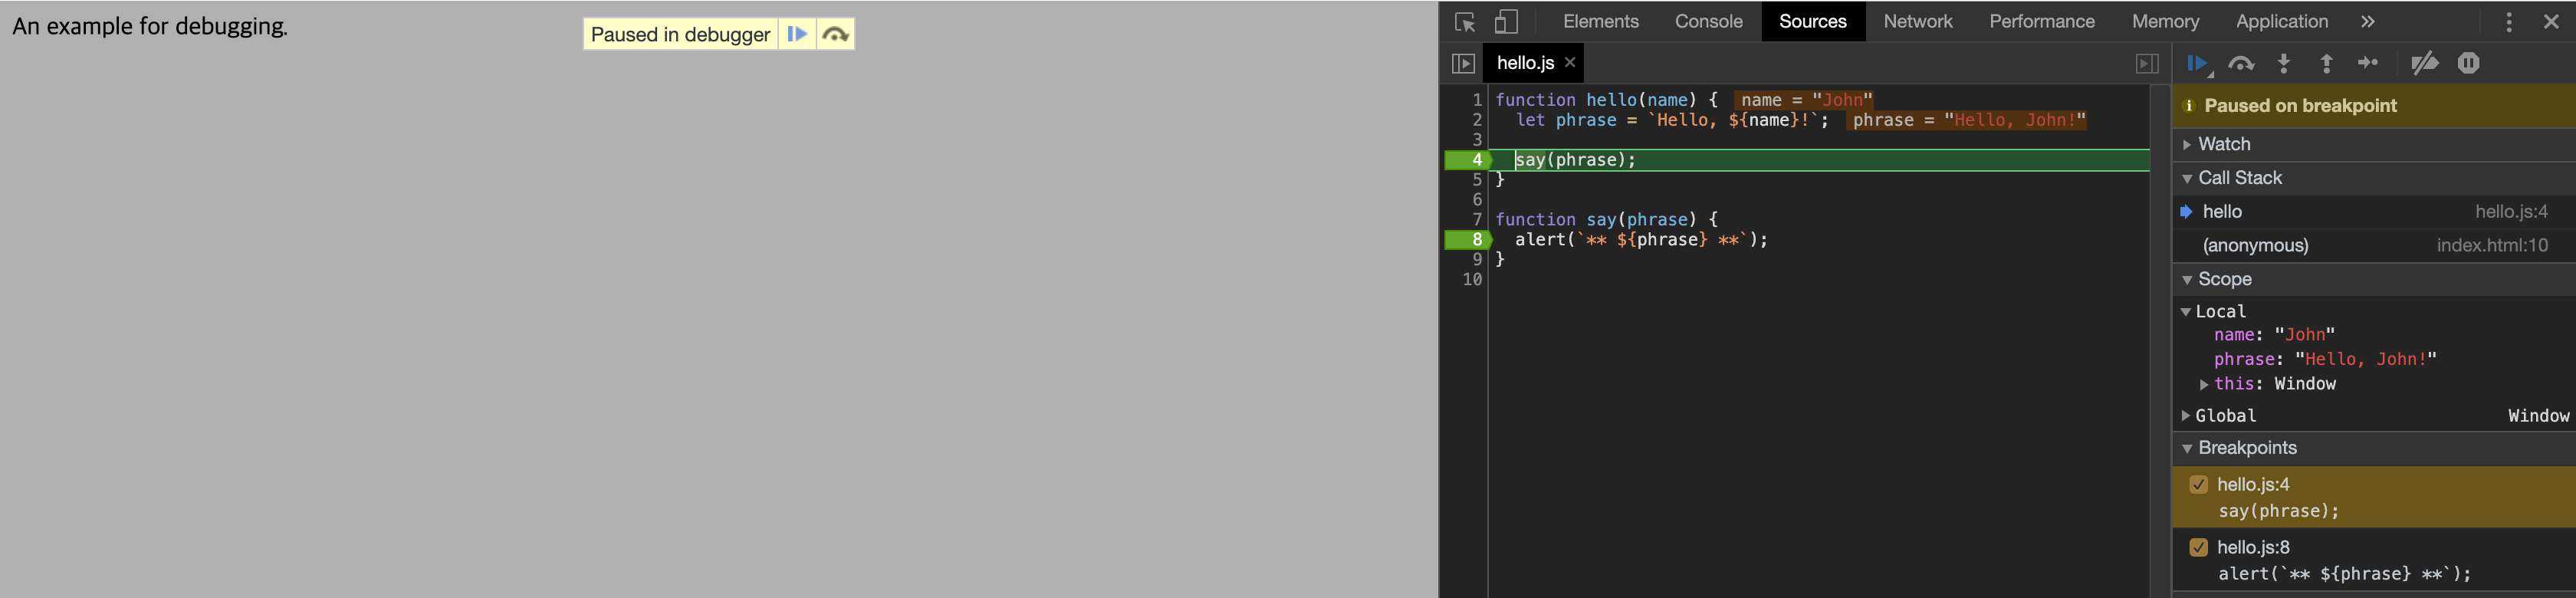 An example for debugging.
Paused in debugger
Elements Console Sources Network Performance Memory Application »
hello.js ×
1 function hello(name) { name = "John"
2 let phrase = `Hello, ${name}!`; phrase = "Hello, John!"
3
4 say(phrase);
5 }
6
7 function say(phrase) {
8 alert(`** ${phrase} **`);
9 }
10
Paused on breakpoint
Watch
Call Stack
hello hello.js:4
(anonymous) index.html:10
Scope
Local
name: "John"
phrase: "Hello, John!"
this: Window
Global Window
Breakpoints
hello.js:4
say(phrase);
hello.js:8
alert(`** ${phrase} **`);